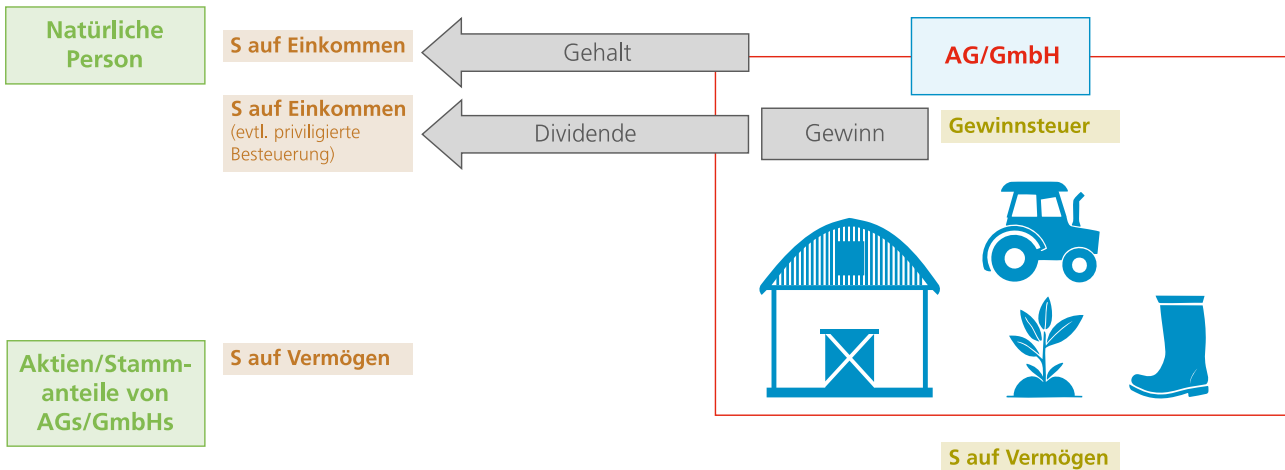 Natürliche
Person
S auf Einkommen
Gehalt
AG/GmbH
S auf Einkommen
(evtl. priviligierte
Besteuerung)
Dividende
Gewinn
Gewinnsteuer
Aktien/Stamm-
anteile von
AGs/GmbHs
S auf Vermögen
S auf Vermögen